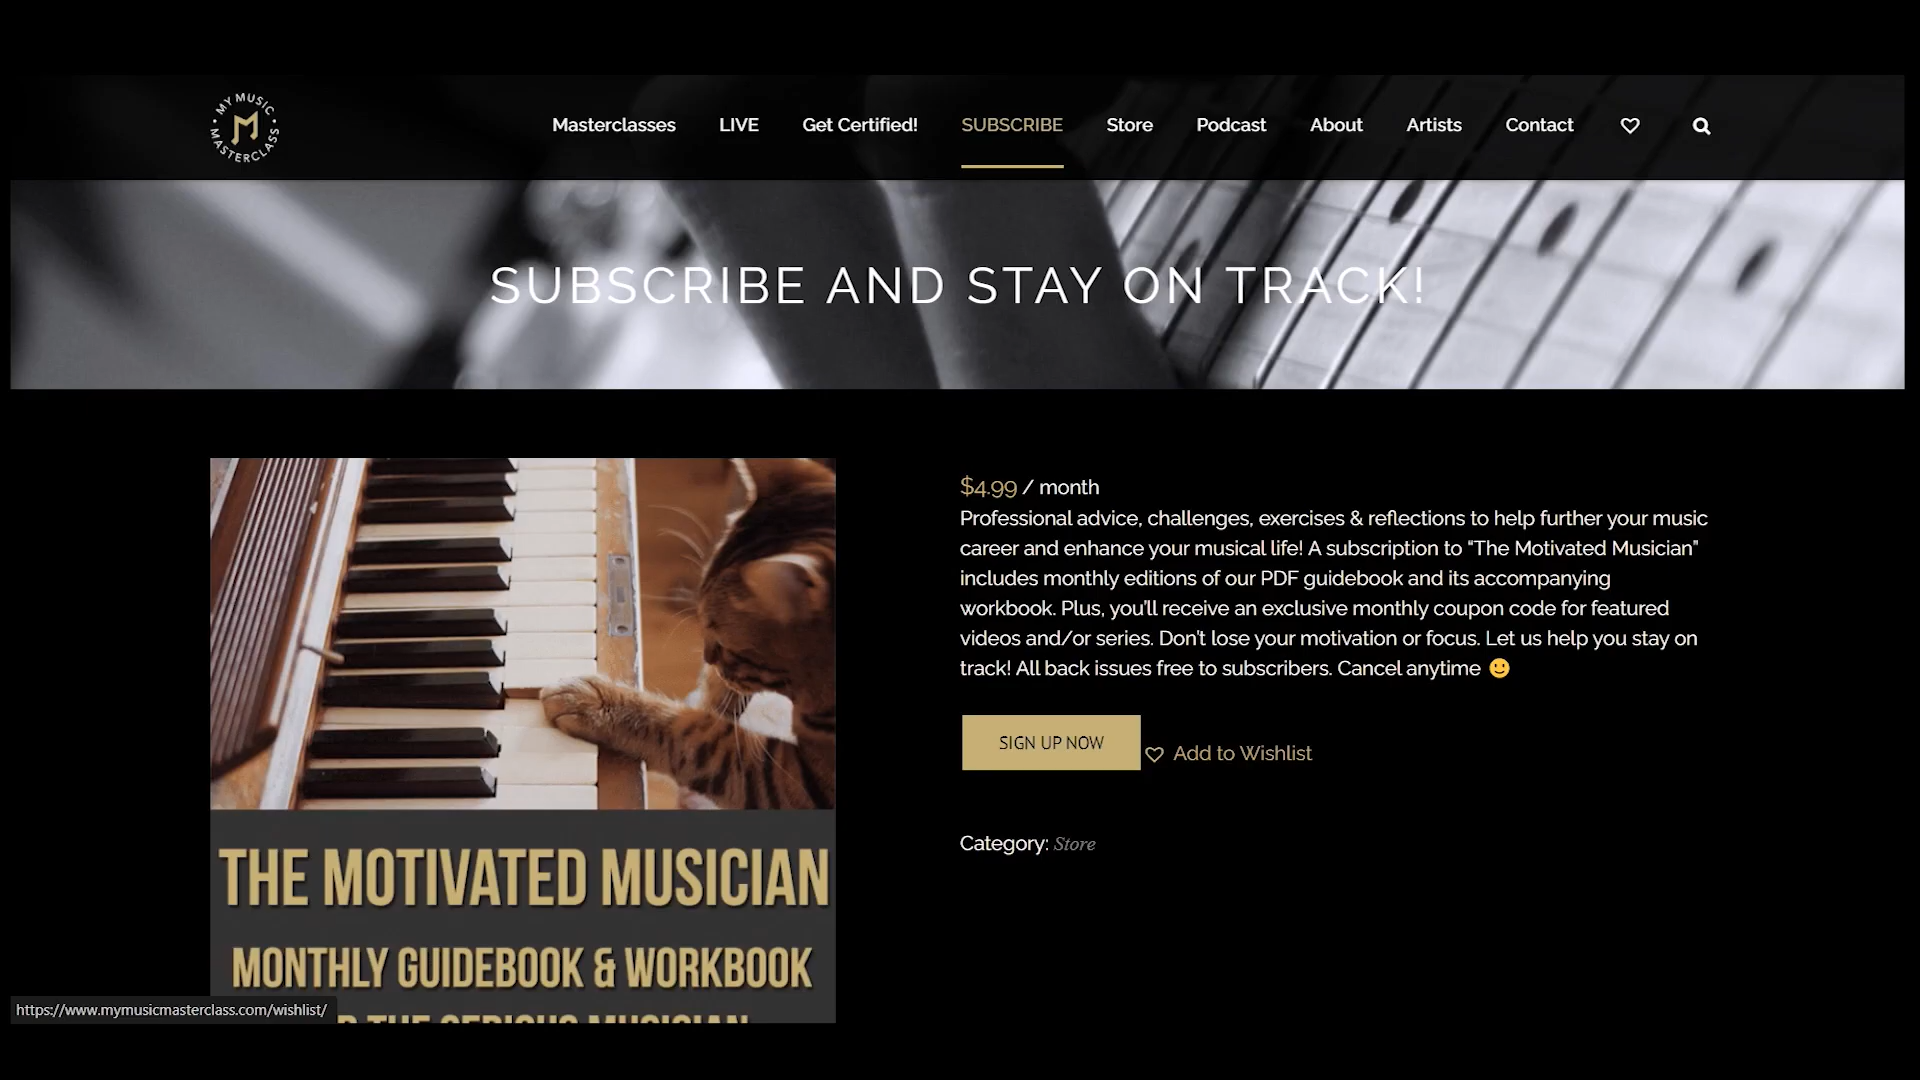 MY MUSIC MASTERCLASS
Masterclasses LIVE Get Certified! SUBSCRIBE Store Podcast About Artists Contact
SUBSCRIBE AND STAY ON TRACK!
$4.99 / month
Professional advice, challenges, exercises & reflections to help further your music
career and enhance your musical life! A subscription to “The Motivated Musician”
includes monthly editions of our PDF guidebook and its accompanying
workbook. Plus, you’ll receive an exclusive monthly coupon code for featured
videos and/or series. Don’t lose your motivation or focus. Let us help you stay on
track! All back issues free to subscribers. Cancel anytime 🙂
SIGN UP NOW
Add to Wishlist
Category: Store
THE MOTIVATED MUSICIAN
MONTHLY GUIDEBOOK & WORKBOOK
THE SERIOUS MUSICIAN
https://www.mymusicmasterclass.com/wishlist/